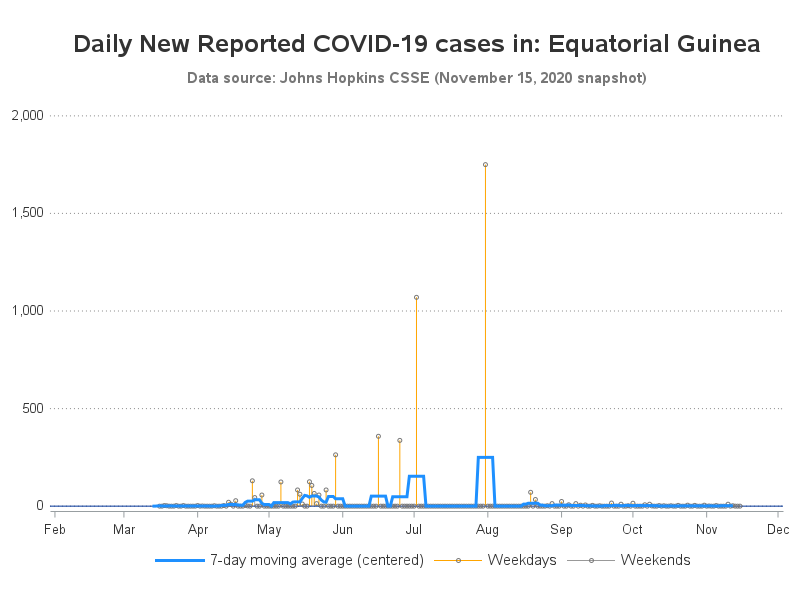 Daily New Reported COVID-19 cases in: Equatorial Guinea
Data source: Johns Hopkins CSSE (November 15, 2020 snapshot)
2,000
1,500
1,000
500
0
Feb Mar Apr May Jun Jul Aug Sep Oct Nov Dec
7-day moving average (centered) Weekdays Weekends